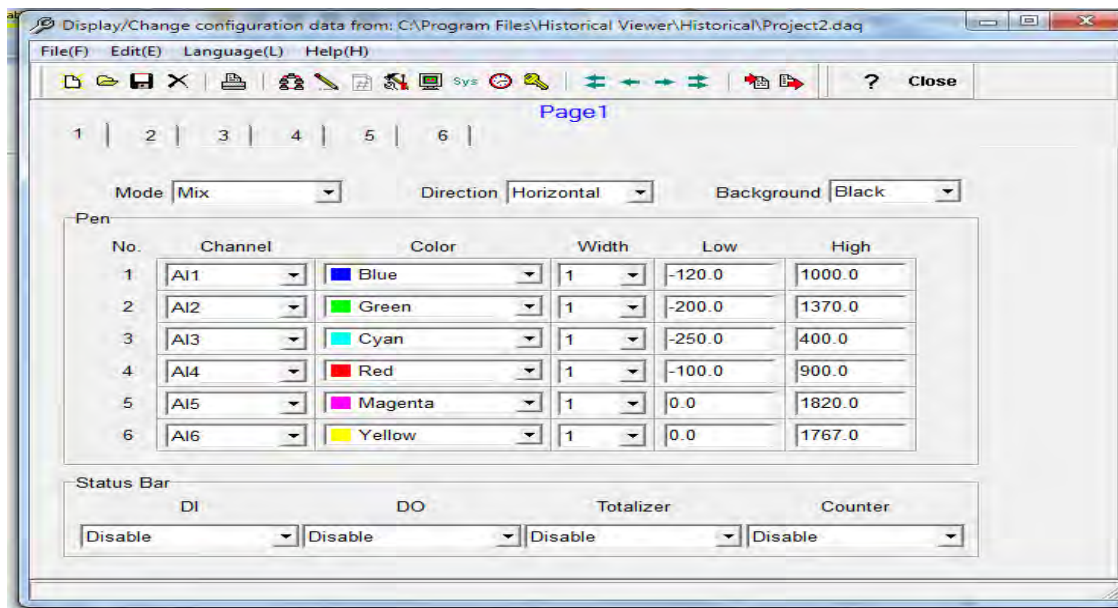 Display/Change configuration data from: C:\Program Files\Historical Viewer\Historical\Project2.daq
File(F) Edit(E) Language(L) Help(H)
Sys ? Close
Page1
1 2 3 4 5 6
Mode Mix Direction Horizontal Background Black
Pen
No. Channel Color Width Low High
1 AI1 Blue 1 -120.0 1000.0
2 AI2 Green 1 -200.0 1370.0
3 AI3 Cyan 1 -250.0 400.0
4 AI4 Red 1 -100.0 900.0
5 AI5 Magenta 1 0.0 1820.0
6 AI6 Yellow 1 0.0 1767.0
Status Bar
DI DO Totalizer Counter
Disable Disable Disable Disable